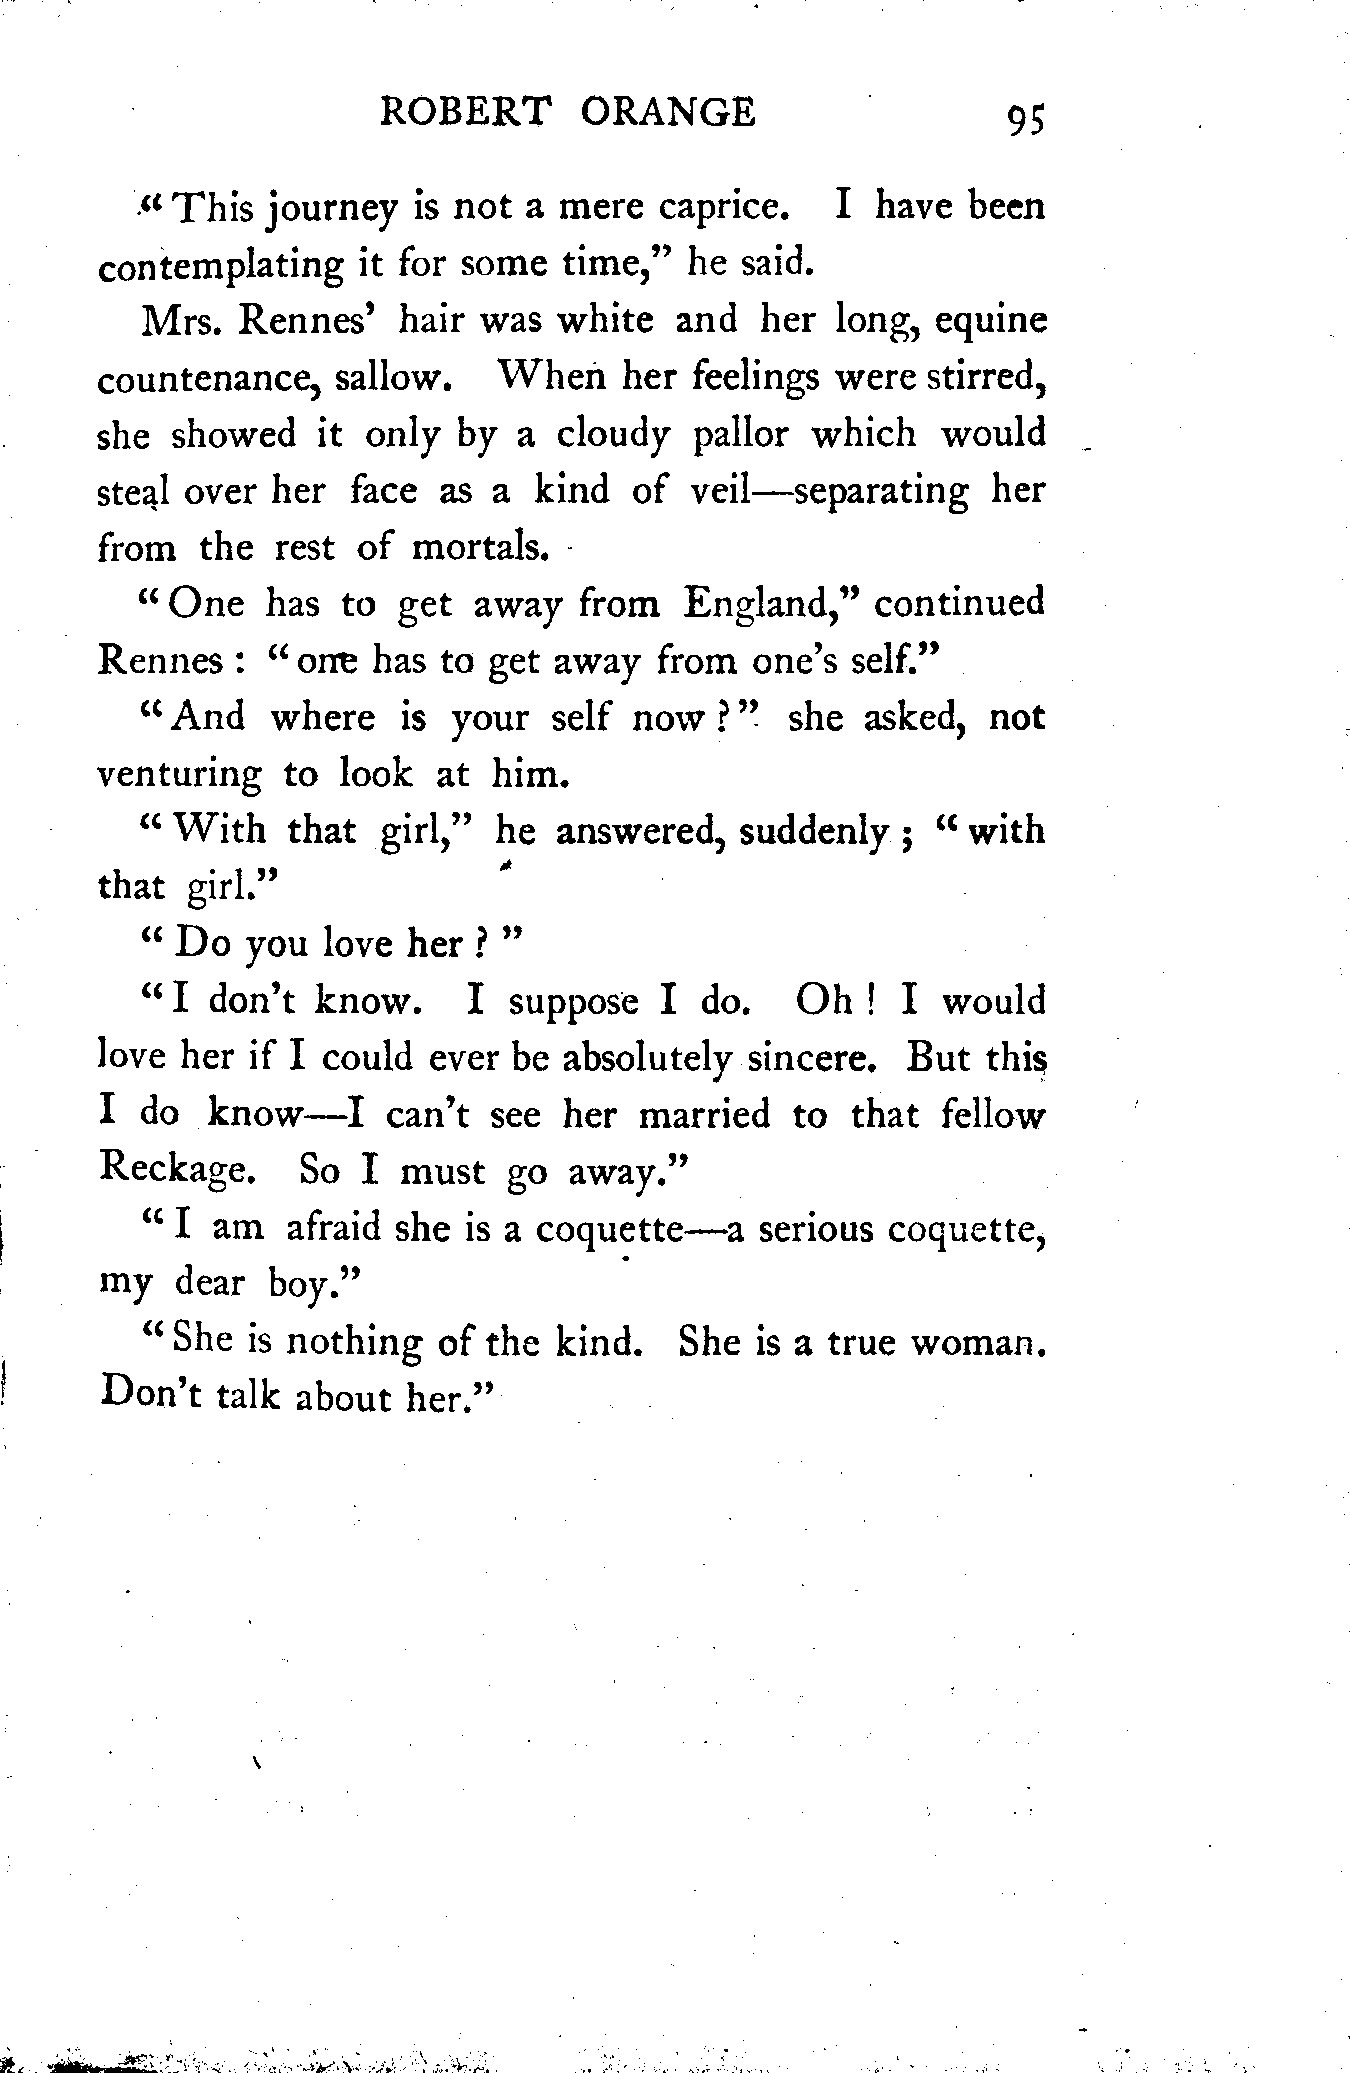 ROBERT ORANGE 95
“This journey is not a mere caprice. I have been
contemplating it for some time,” he said.
Mrs. Rennes’ hair was white and her long, equine
countenance, sallow. When her feelings were stirred,
she showed it only by a cloudy pallor which would
steal over her face as a kind of veil—separating her
from the rest of mortals.
“One has to get away from England,” continued
Rennes : “one has to get away from one’s self.”
“And where is your self now ?” she asked, not
venturing to look at him.
“With that girl,” he answered, suddenly ; “with
that girl.”
“Do you love her ? ”
“I don’t know. I suppose I do. Oh ! I would
love her if I could ever be absolutely sincere. But this
I do know—I can’t see her married to that fellow
Reckage. So I must go away.”
“I am afraid she is a coquette—a serious coquette,
my dear boy.”
“She is nothing of the kind. She is a true woman.
Don’t talk about her.”